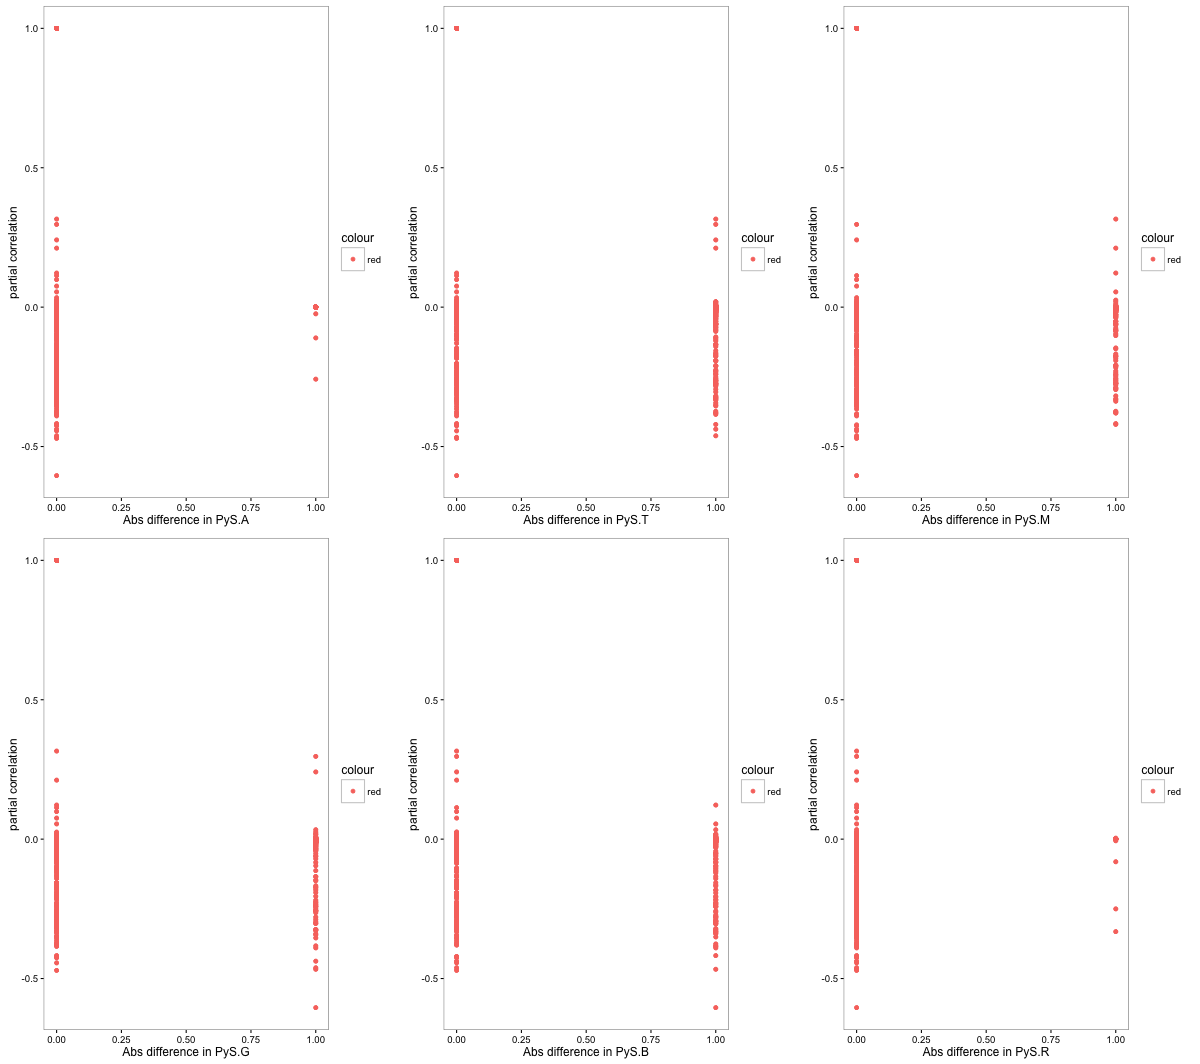 1.0
0.5
0.0
-0.5
partial correlation
0.00 0.25 0.50 0.75 1.00
Abs difference in PyS.A
colour
red
1.0
0.5
0.0
-0.5
partial correlation
0.00 0.25 0.50 0.75 1.00
Abs difference in PyS.T
colour
red
1.0
0.5
0.0
-0.5
partial correlation
0.00 0.25 0.50 0.75 1.00
Abs difference in PyS.M
colour
red
1.0
0.5
0.0
-0.5
partial correlation
0.00 0.25 0.50 0.75 1.00
Abs difference in PyS.G
colour
red
1.0
0.5
0.0
-0.5
partial correlation
0.00 0.25 0.50 0.75 1.00
Abs difference in PyS.B
colour
red
1.0
0.5
0.0
-0.5
partial correlation
0.00 0.25 0.50 0.75 1.00
Abs difference in PyS.R
colour
red